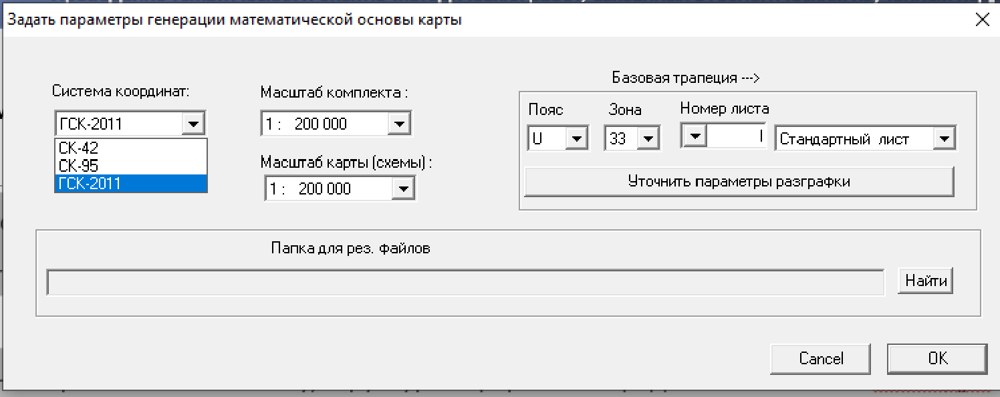 Задать параметры генерации математической основы карты
Система координат:
ГСК-2011
СК-42
СК-95
ГСК-2011
Масштаб комплекта :
1 : 200 000
Масштаб карты (схемы) :
1 : 200 000
Базовая трапеция --->
Пояс
Зона
Номер листа
U
33
I
Стандартный лист
Уточнить параметры разграфки
Папка для рез. файлов
Найти
Cancel
OK